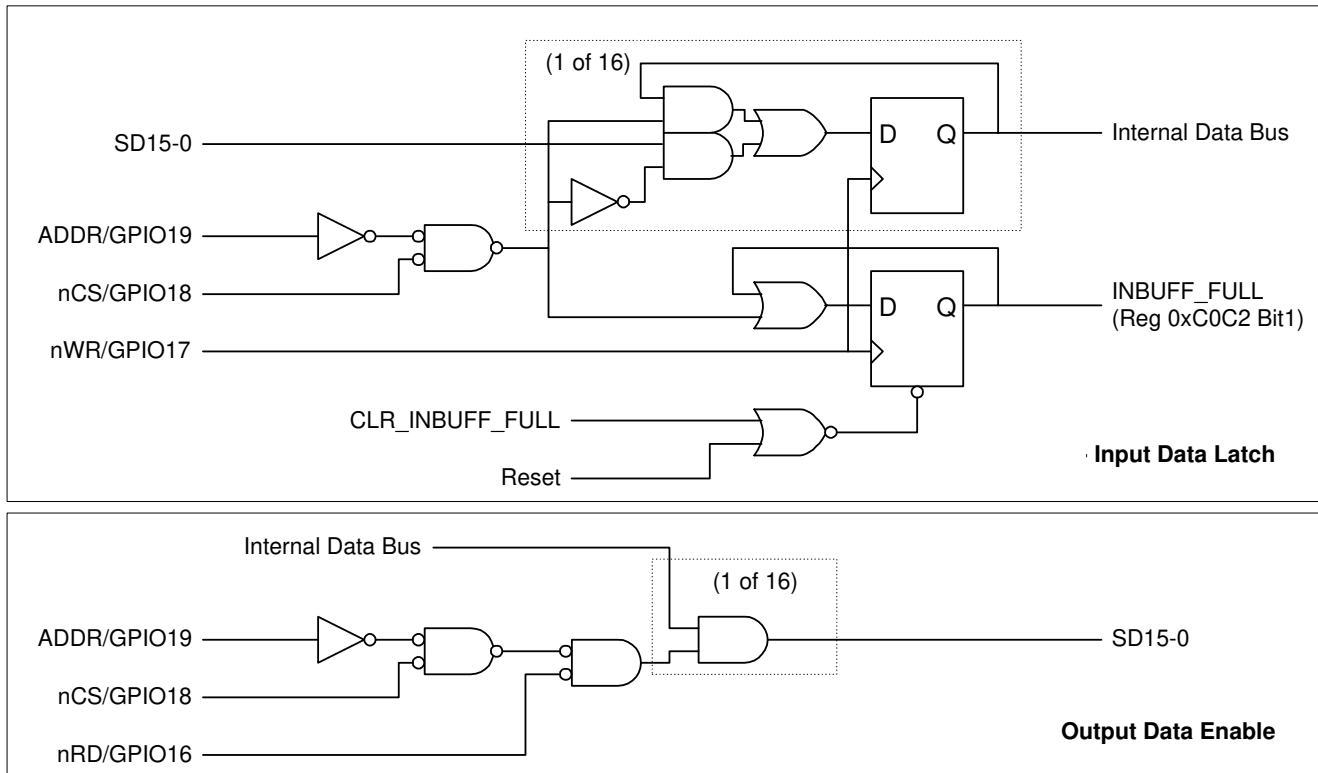 (1 of 16)
SD15-0
D
Q
Internal Data Bus
ADDR/GPIO19
nCS/GPIO18
D
Q
INBUFF_FULL
(Reg 0xC0C2 Bit1)
nWR/GPIO17
CLR_INBUFF_FULL
Input Data Latch
Reset
Internal Data Bus
(1 of 16)
ADDR/GPIO19
SD15-0
nCS/GPIO18
Output Data Enable
nRD/GPIO16